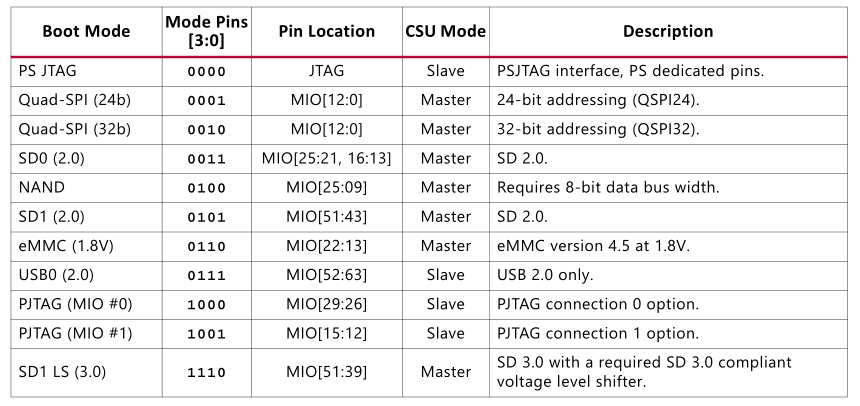 Boot Mode Mode Pins [3:0] Pin Location CSU Mode Description
PS JTAG 0000 JTAG Slave PSJTAG interface, PS dedicated pins.
Quad-SPI (24b) 0001 MIO[12:0] Master 24-bit addressing (QSPI24).
Quad-SPI (32b) 0010 MIO[12:0] Master 32-bit addressing (QSPI32).
SD0 (2.0) 0011 MIO[25:21, 16:13] Master SD 2.0.
NAND 0100 MIO[25:09] Master Requires 8-bit data bus width.
SD1 (2.0) 0101 MIO[51:43] Master SD 2.0.
eMMC (1.8V) 0110 MIO[22:13] Master eMMC version 4.5 at 1.8V.
USB0 (2.0) 0111 MIO[52:63] Slave USB 2.0 only.
PJTAG (MIO #0) 1000 MIO[29:26] Slave PJTAG connection 0 option.
PJTAG (MIO #1) 1001 MIO[15:12] Slave PJTAG connection 1 option.
SD1 LS (3.0) 1110 MIO[51:39] Master SD 3.0 with a required SD 3.0 compliant
voltage level shifter.